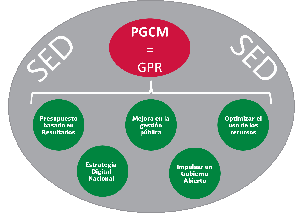 SED
PGCM
=
GPR
SED
Presupuesto
basado en
Resultados
Mejora en la
gestión
pública
Optimizar el
uso de los
recursos
Estrategia
Digital
Nacional
Impulsar un
Gobierno
Abierto